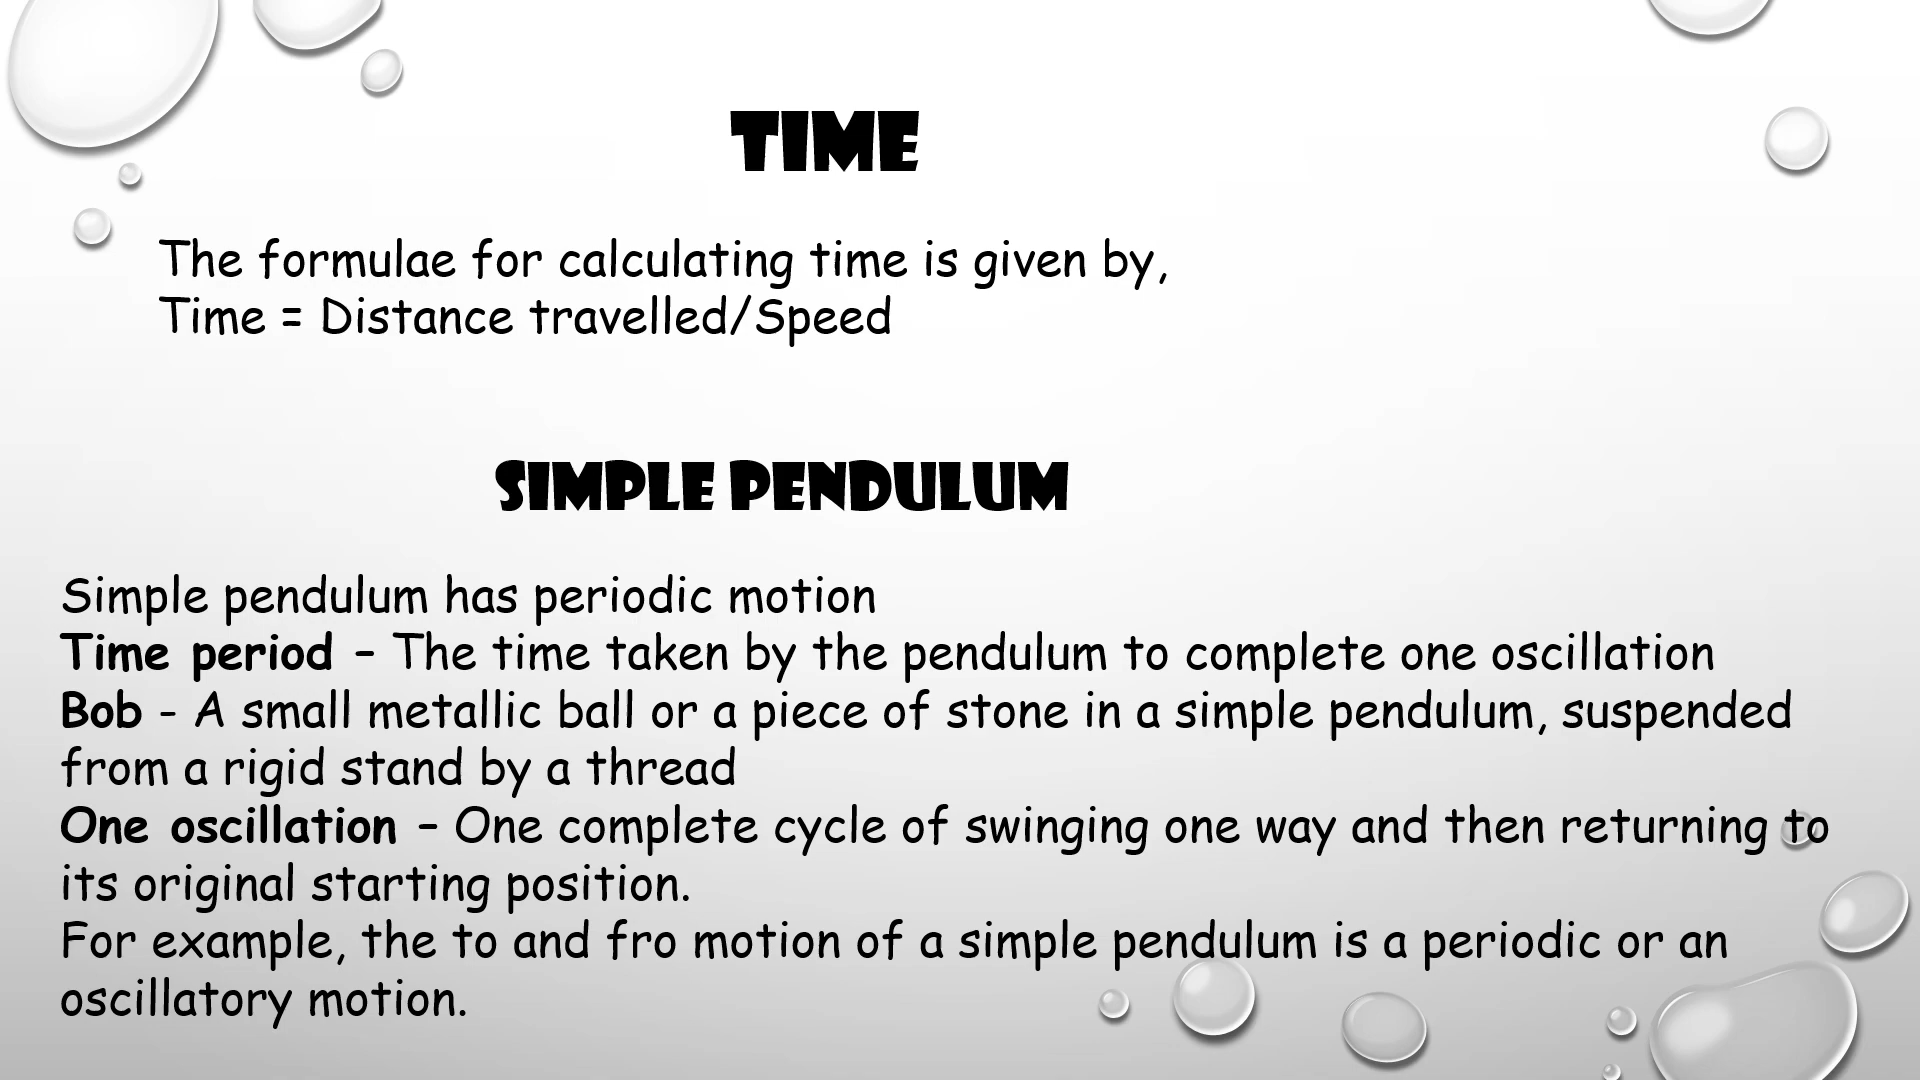 TIME
The formulae for calculating time is given by,
Time = Distance travelled/Speed
SIMPLE PENDULUM
Simple pendulum has periodic motion
Time period – The time taken by the pendulum to complete one oscillation
Bob - A small metallic ball or a piece of stone in a simple pendulum, suspended
from a rigid stand by a thread
One oscillation – One complete cycle of swinging one way and then returning to
its original starting position.
For example, the to and fro motion of a simple pendulum is a periodic or an
oscillatory motion.